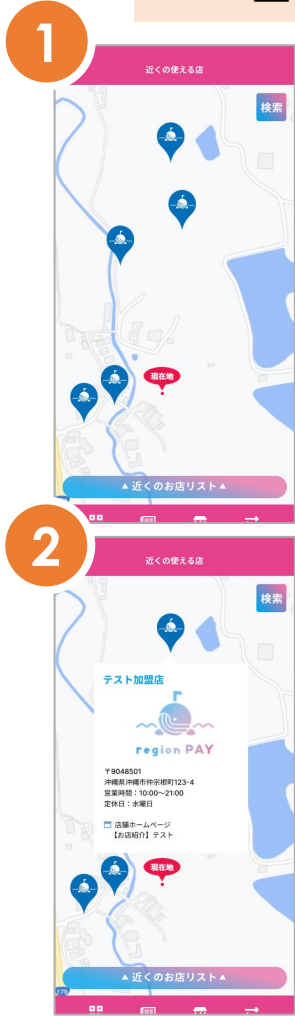 1
近くの使える店
検索
現在地
▲近くのお店リスト▲
2
近くの使える店
検索
テスト加盟店
region PAY
〒9048501
沖縄県沖縄市仲宗根町123-4
営業時間：10:00〜21:00
定休日：水曜日
店舗ホームページ
【お店紹介】テスト
現在地
170
▲近くのお店リスト▲